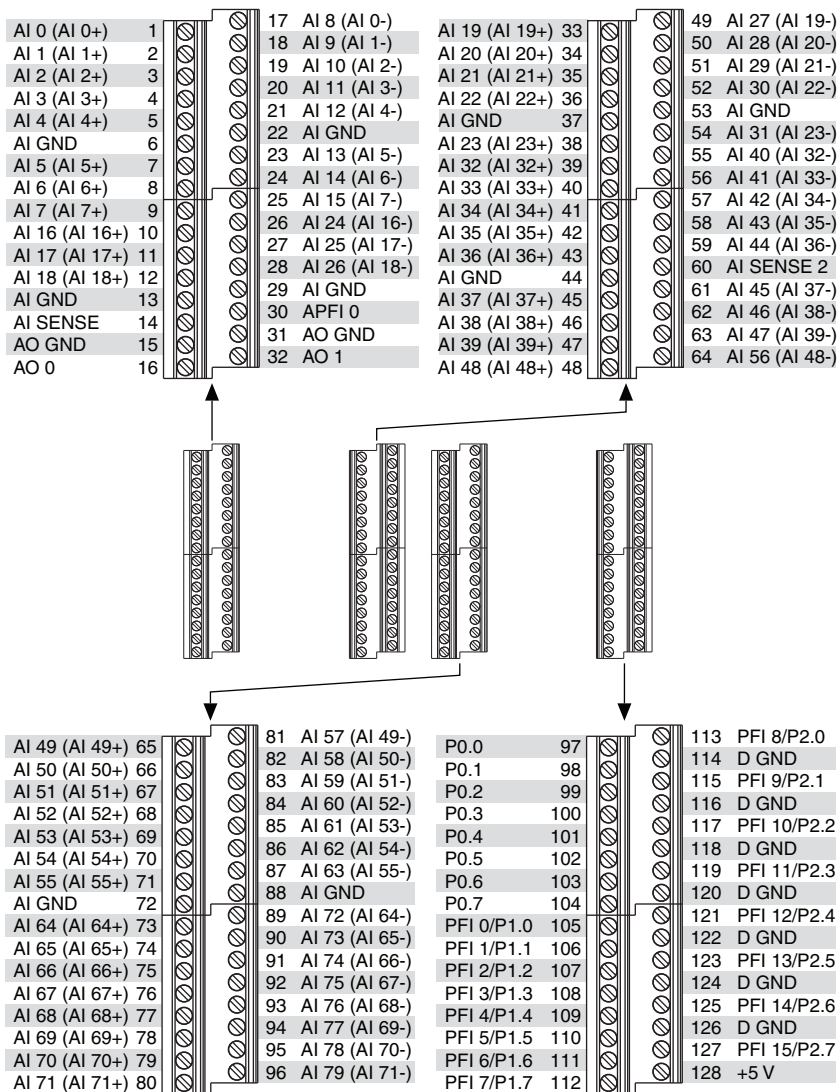 AI 0 (AI 0+) 1
AI 1 (AI 1+) 2
AI 2 (AI 2+) 3
AI 3 (AI 3+) 4
AI 4 (AI 4+) 5
AI GND 6
AI 5 (AI 5+) 7
AI 6 (AI 6+) 8
AI 7 (AI 7+) 9
AI 16 (AI 16+) 10
AI 17 (AI 17+) 11
AI 18 (AI 18+) 12
AI GND 13
AI SENSE 14
AO GND 15
AO 0 16
17 AI 8 (AI 0-)
18 AI 9 (AI 1-)
19 AI 10 (AI 2-)
20 AI 11 (AI 3-)
21 AI 12 (AI 4-)
22 AI GND
23 AI 13 (AI 5-)
24 AI 14 (AI 6-)
25 AI 15 (AI 7-)
26 AI 24 (AI 16-)
27 AI 25 (AI 17-)
28 AI 26 (AI 18-)
29 AI GND
30 APFI 0
31 AO GND
32 AO 1
AI 19 (AI 19+) 33
AI 20 (AI 20+) 34
AI 21 (AI 21+) 35
AI 22 (AI 22+) 36
AI GND 37
AI 23 (AI 23+) 38
AI 32 (AI 32+) 39
AI 33 (AI 33+) 40
AI 34 (AI 34+) 41
AI 35 (AI 35+) 42
AI 36 (AI 36+) 43
AI GND 44
AI 37 (AI 37+) 45
AI 38 (AI 38+) 46
AI 39 (AI 39+) 47
AI 48 (AI 48+) 48
49 AI 27 (AI 19-)
50 AI 28 (AI 20-)
51 AI 29 (AI 21-)
52 AI 30 (AI 22-)
53 AI GND
54 AI 31 (AI 23-)
55 AI 40 (AI 32-)
56 AI 41 (AI 33-)
57 AI 42 (AI 34-)
58 AI 43 (AI 35-)
59 AI 44 (AI 36-)
60 AI SENSE 2
61 AI 45 (AI 37-)
62 AI 46 (AI 38-)
63 AI 47 (AI 39-)
64 AI 56 (AI 48-)
AI 49 (AI 49+) 65
AI 50 (AI 50+) 66
AI 51 (AI 51+) 67
AI 52 (AI 52+) 68
AI 53 (AI 53+) 69
AI 54 (AI 54+) 70
AI 55 (AI 55+) 71
AI GND 72
AI 64 (AI 64+) 73
AI 65 (AI 65+) 74
AI 66 (AI 66+) 75
AI 67 (AI 67+) 76
AI 68 (AI 68+) 77
AI 69 (AI 69+) 78
AI 70 (AI 70+) 79
AI 71 (AI 71+) 80
81 AI 57 (AI 49-)
82 AI 58 (AI 50-)
83 AI 59 (AI 51-)
84 AI 60 (AI 52-)
85 AI 61 (AI 53-)
86 AI 62 (AI 54-)
87 AI 63 (AI 55-)
88 AI GND
89 AI 72 (AI 64-)
90 AI 73 (AI 65-)
91 AI 74 (AI 66-)
92 AI 75 (AI 67-)
93 AI 76 (AI 68-)
94 AI 77 (AI 69-)
95 AI 78 (AI 70-)
96 AI 79 (AI 71-)
P0.0 97
P0.1 98
P0.2 99
P0.3 100
P0.4 101
P0.5 102
P0.6 103
P0.7 104
PFI 0/P1.0 105
PFI 1/P1.1 106
PFI 2/P1.2 107
PFI 3/P1.3 108
PFI 4/P1.4 109
PFI 5/P1.5 110
PFI 6/P1.6 111
PFI 7/P1.7 112
113 PFI 8/P2.0
114 D GND
115 PFI 9/P2.1
116 D GND
117 PFI 10/P2.2
118 D GND
119 PFI 11/P2.3
120 D GND
121 PFI 12/P2.4
122 D GND
123 PFI 13/P2.5
124 D GND
125 PFI 14/P2.6
126 D GND
127 PFI 15/P2.7
128 +5 V